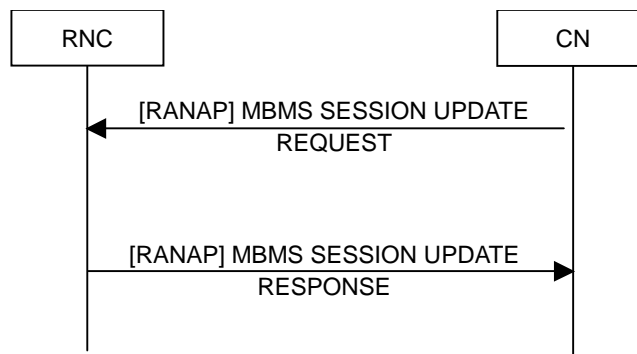 RNC
CN
[RANAP] MBMS SESSION UPDATE
REQUEST
[RANAP] MBMS SESSION UPDATE
RESPONSE